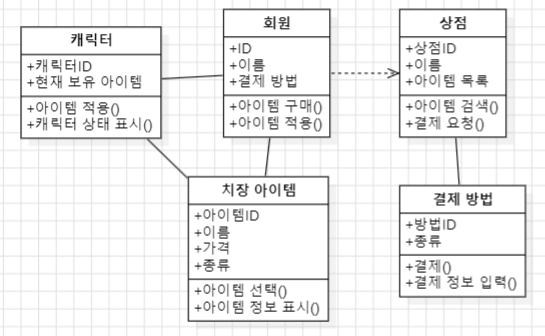 캐릭터
+캐릭터ID
+현재 보유 아이템
+아이템 적용()
+캐릭터 상태 표시()
회원
+ID
+이름
+결제 방법
+아이템 구매()
+아이템 적용()
상점
+상점ID
+이름
+아이템 목록
+아이템 검색()
+결제 요청()
치장 아이템
+아이템ID
+이름
+가격
+종류
+아이템 선택()
+아이템 정보 표시()
결제 방법
+방법ID
+종류
+결제()
+결제 정보 입력()